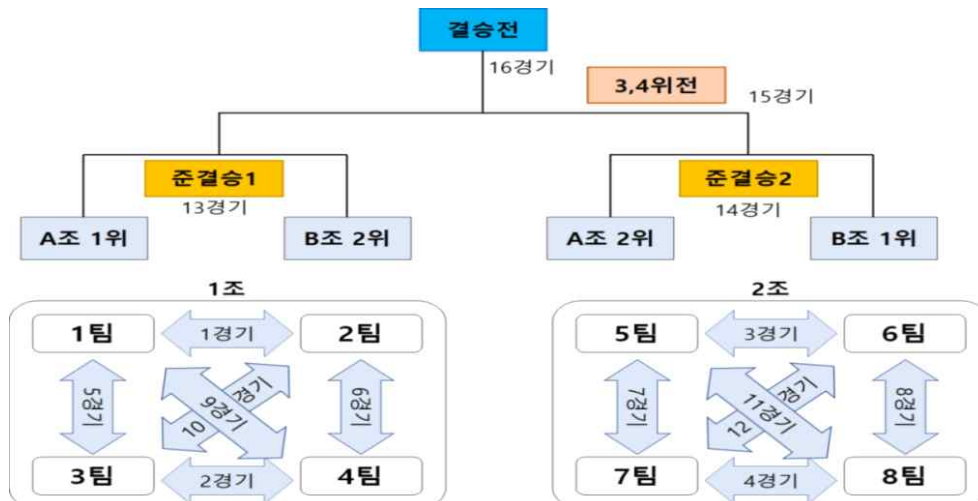 결승전
16경기
3,4위전
15경기
준결승1
13경기
준결승2
14경기
A조 1위
B조 2위
A조 2위
B조 1위
1조
2조
1팀
1경기
2팀
5팀
3경기
6팀
5경기
9경기
10 경기
6경기
7경기
11경기
12 경기
8경기
3팀
2경기
4팀
7팀
4경기
8팀